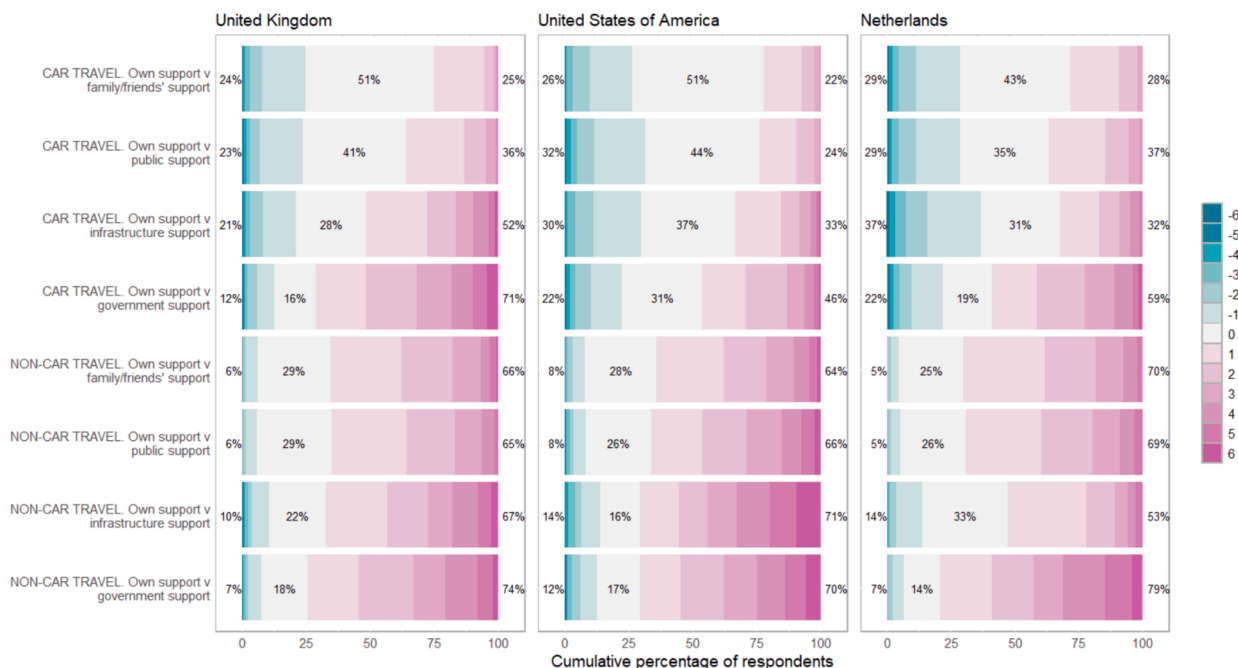 United Kingdom United States of America Netherlands
CAR TRAVEL. Own support v
family/friends' support
24% 51% 25% 26% 51% 22% 29% 43% 28%
CAR TRAVEL. Own support v
public support
23% 41% 36% 32% 44% 24% 29% 35% 37%
CAR TRAVEL. Own support v
infrastructure support
21% 28% 52% 30% 37% 33% 37% 31% 32%
CAR TRAVEL. Own support v
government support
12% 16% 71% 22% 31% 46% 22% 19% 59%
NON-CAR TRAVEL. Own support v
family/friends' support
6% 29% 66% 8% 28% 64% 5% 25% 70%
NON-CAR TRAVEL. Own support v
public support
6% 29% 65% 8% 26% 66% 5% 26% 69%
NON-CAR TRAVEL. Own support v
infrastructure support
10% 22% 67% 14% 16% 71% 14% 33% 53%
NON-CAR TRAVEL. Own support v
government support
7% 18% 74% 12% 17% 70% 7% 14% 79%
0 25 50 75 100 0 25 50 75 100 0 25 50 75 100
Cumulative percentage of respondents
-6
-5
-4
-3
-2
-1
0
1
2
3
4
5
6